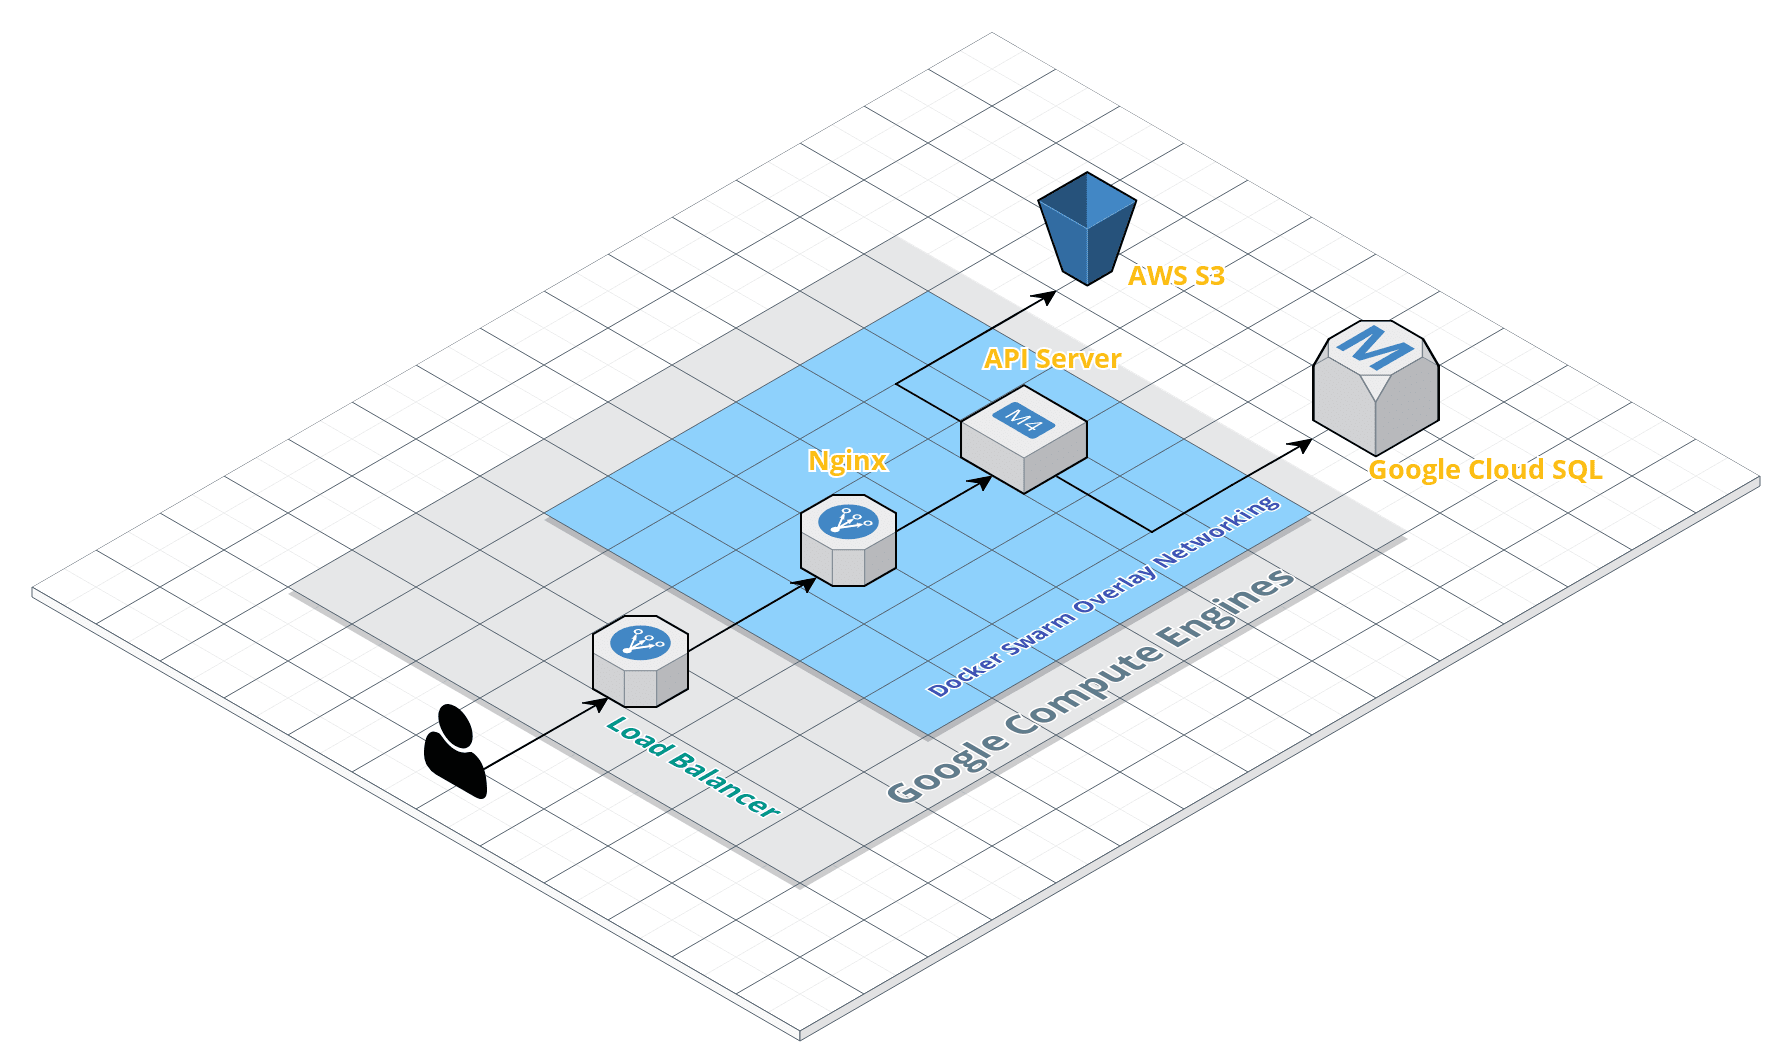 AWS S3
API Server
M4
M
Google Cloud SQL
Nginx
Docker Swarm Overlay Networking
Google Compute Engines
Load Balancer